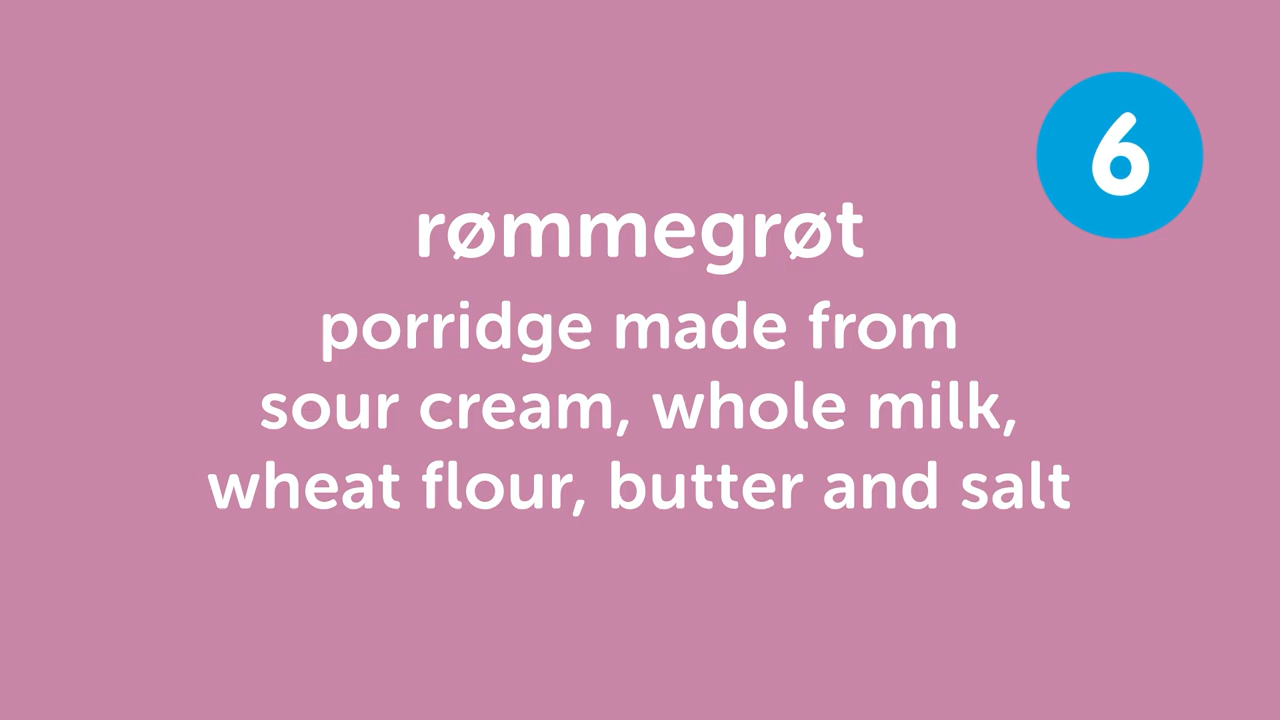 6
rømmegrøt
porridge made from
sour cream, whole milk,
wheat flour, butter and salt